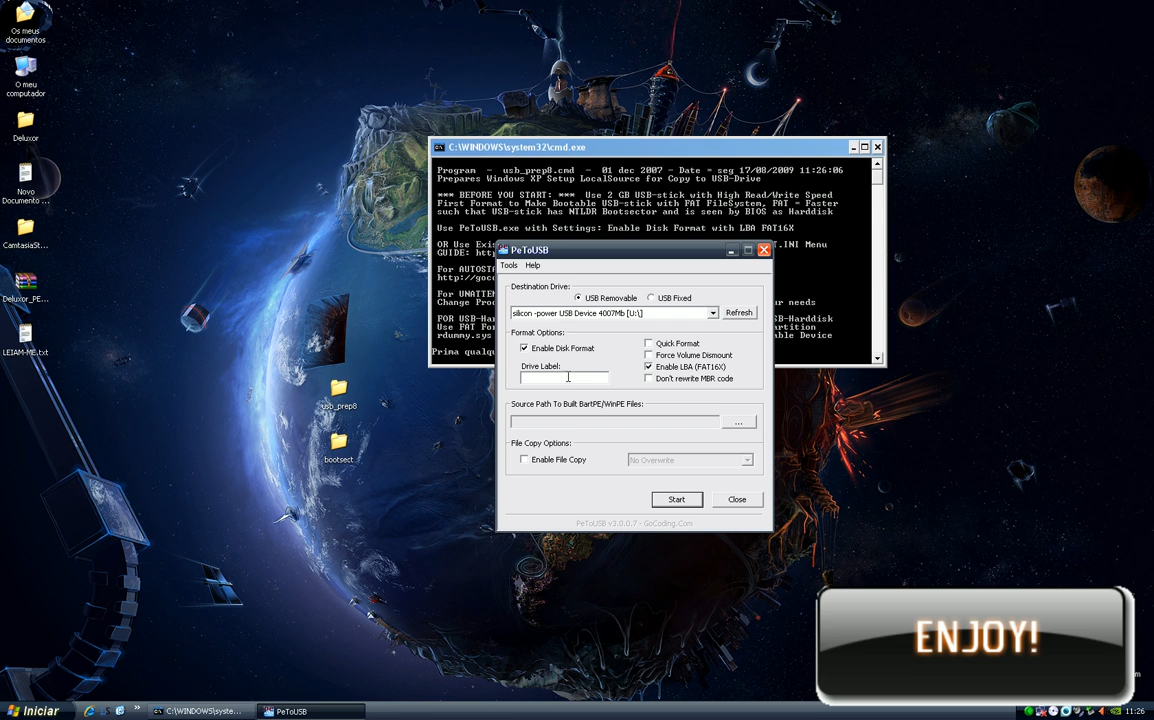 Os meus
documentos
O meu
computador
Deluxor
Novo
Documento ...
CamtasiaSt...
Deluxor_PE...
LEIAM-ME.txt
usb_prep8
bootsect
C:\WINDOWS\system32\cmd.exe
Program - usb_prep8.cmd - 01 dec 2007 - Date = seg 17/08/2009 11:26:06
Prepares Windows XP Setup LocalSource for Copy to USB-Drive
*** BEFORE YOU START: *** Use 2 GB USB-stick with High Read/Write Speed
First Format to Make Bootable USB-stick with FAT FileSystem, FAT = Faster
such that USB-stick has NTLDR Bootsector and is seen by BIOS as Harddisk
Use PeToUSB.exe with Settings: Enable Disk Format with LBA FAT16X
OR Use Exis
T.INI Menu
GUIDE: http
For AUTOSTA
http://goco
For UNATTEN
Change Prod
ur needs
FOR USB-Har
SB-Harddisk
Use FAT For
artition
rdummy.sys
ble Device
Prima qualqu
PeToUSB
Tools Help
Destination Drive:
USB Removable USB Fixed
silicon -power USB Device 4007Mb [U:\]
Refresh
Format Options:
Enable Disk Format
Quick Format
Force Volume Dismount
Drive Label:
Enable LBA (FAT16X)
Don't rewrite MBR code
Source Path To Built BartPE/WinPE Files:
...
File Copy Options:
Enable File Copy
No Overwrite
Start Close
PeToUSB v3.0.0.7 - GoCoding.Com
ENJOY!
Iniciar
C:\WINDOWS\syste...
PeToUSB
11:26